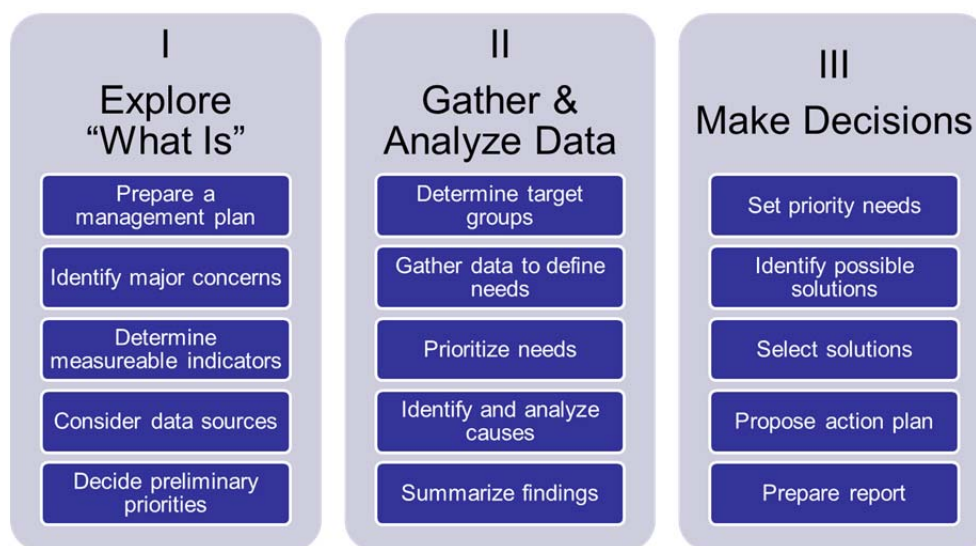 I
Explore
“What Is”
Prepare a
management plan
Identify major concerns
Determine
measureable indicators
Consider data sources
Decide preliminary
priorities
II
Gather &
Analyze Data
Determine target
groups
Gather data to define
needs
Prioritize needs
Identify and analyze
causes
Summarize findings
III
Make Decisions
Set priority needs
Identify possible
solutions
Select solutions
Propose action plan
Prepare report